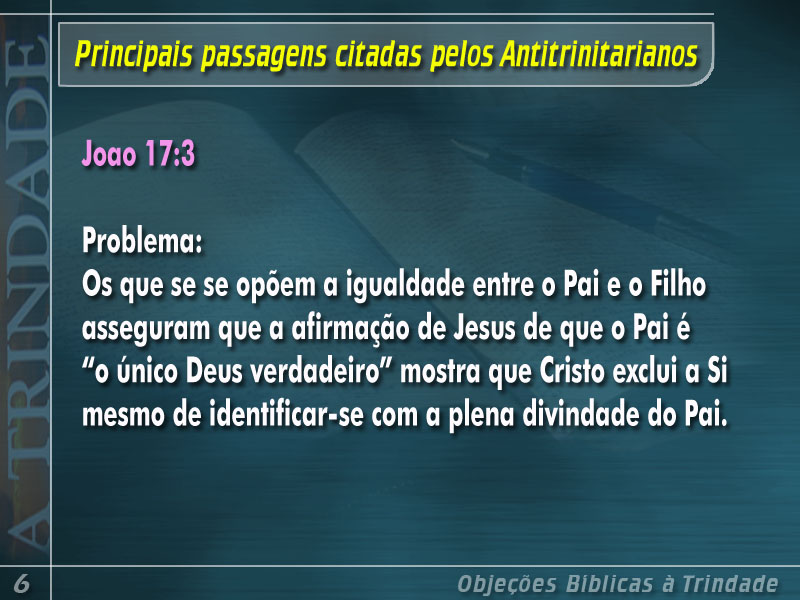 Principais passagens citadas pelos Antitrinitarianos
A TRINDADE
Joao 17:3
Problema:
Os que se se opõem a igualdade entre o Pai e o Filho
asseguram que a afirmação de Jesus de que o Pai é
“o único Deus verdadeiro” mostra que Cristo exclui a Si
mesmo de identificar-se com a plena divindade do Pai.
6
Objeções Bíblicas à Trindade